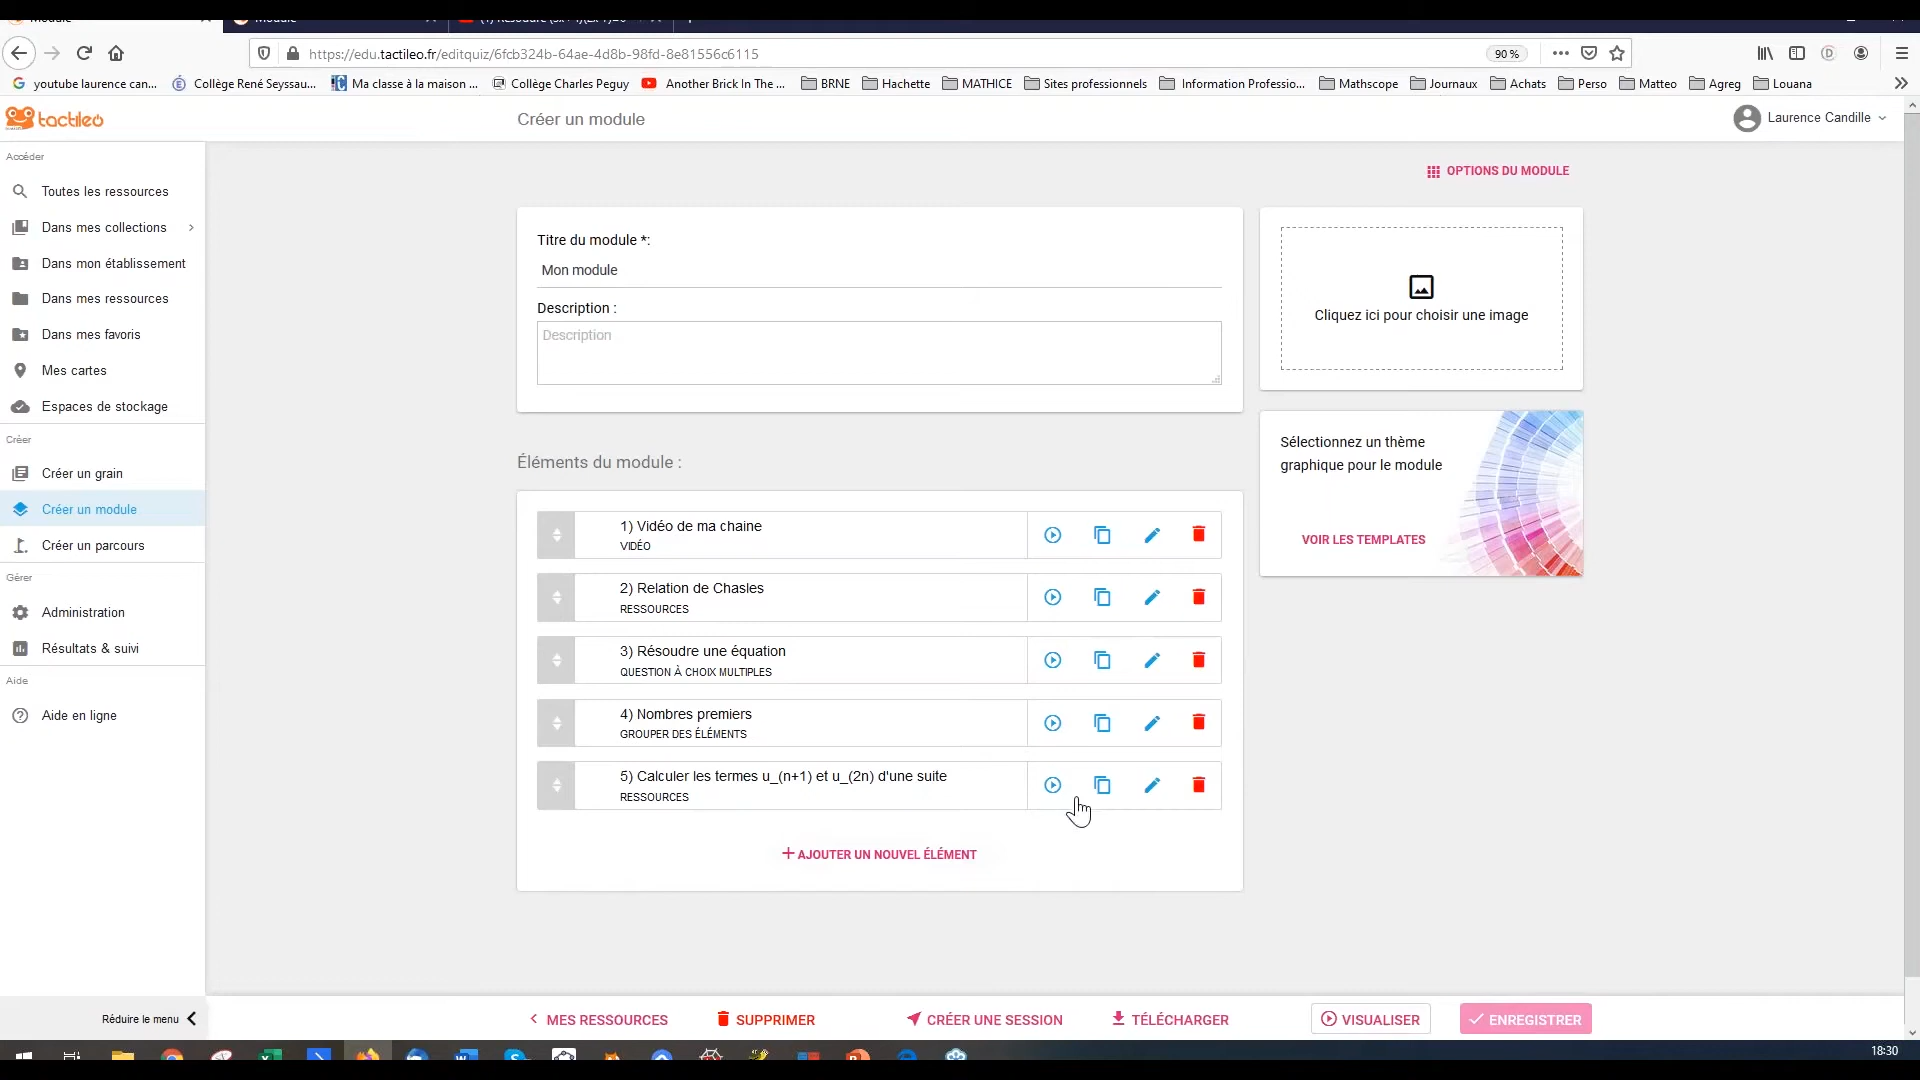 Module
https://edu.tactileo.fr/editquiz/6fcb324b-64ae-4d8b-98fd-8e81556c6115
90 %
youtube laurence can... Collège René Seyssau... Ma classe à la maison ... Collège Charles Peguy Another Brick In The ... BRNE Hachette MATHICE Sites professionnels Information Professio... Mathscope Journaux Achats Perso Matteo Agreg Louana
tactileo
Créer un module
Laurence Candille
Accéder
Toutes les ressources
Dans mes collections
Dans mon établissement
Dans mes ressources
Dans mes favoris
Mes cartes
Espaces de stockage
Créer
Créer un grain
Créer un module
Créer un parcours
Gérer
Administration
Résultats & suivi
Aide
Aide en ligne
Réduire le menu
OPTIONS DU MODULE
Titre du module *:
Mon module
Description :
Description
Cliquez ici pour choisir une image
Sélectionnez un thème
graphique pour le module
VOIR LES TEMPLATES
Éléments du module :
1) Vidéo de ma chaine
VIDÉO
2) Relation de Chasles
RESSOURCES
3) Résoudre une équation
QUESTION À CHOIX MULTIPLES
4) Nombres premiers
GROUPER DES ÉLÉMENTS
5) Calculer les termes u_(n+1) et u_(2n) d'une suite
RESSOURCES
+ AJOUTER UN NOUVEL ÉLÉMENT
MES RESSOURCES
SUPPRIMER
CRÉER UNE SESSION
TÉLÉCHARGER
VISUALISER
ENREGISTRER
18:30